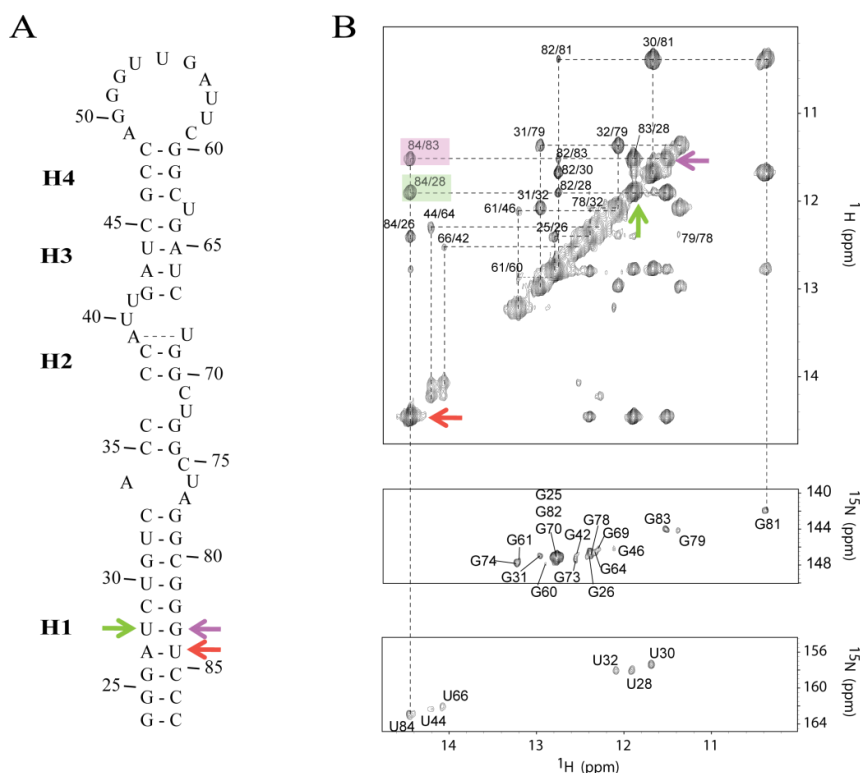 A
U U
G G
G A
G U
50 G U
A C
C - G 60
H4 C - G
G - C
U
45 C - G
H3 U - A 65
A - U
G - C
U
40 U
A ---- U
H2 C - G
C - G 70
C
U
C - G
35 C - G
C 75
A U
A
C - G
U - G 80
G - C
30 U - G
C - G
H1 U - G
A - U
G - C 85
25 G - C
G - C
B
82/81 30/81
84/83 31/79 32/79 83/28
82/83
82/30
84/28 31/32 82/28
61/46 78/32
84/26 44/64 25/26
66/42 79/78
61/60
11
12
13
14
1H (ppm)
G25
G82
G70 G42 G78 G69 G83 G81
G61 G79
G74 G46
G31 G73 G64
G60 G26
140
144
148
15N (ppm)
U32 U30
U28
U66
U84 U44
156
160
164
15N (ppm)
14 13 12 11
1H (ppm)